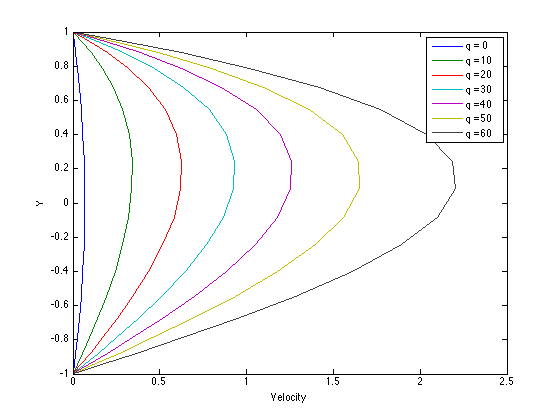 1
0.8
0.6
0.4
0.2
0
-0.2
-0.4
-0.6
-0.8
-1
Y
q = 0
q =10
q =20
q =30
q =40
q =50
q =60
0 0.5 1 1.5 2 2.5
Velocity